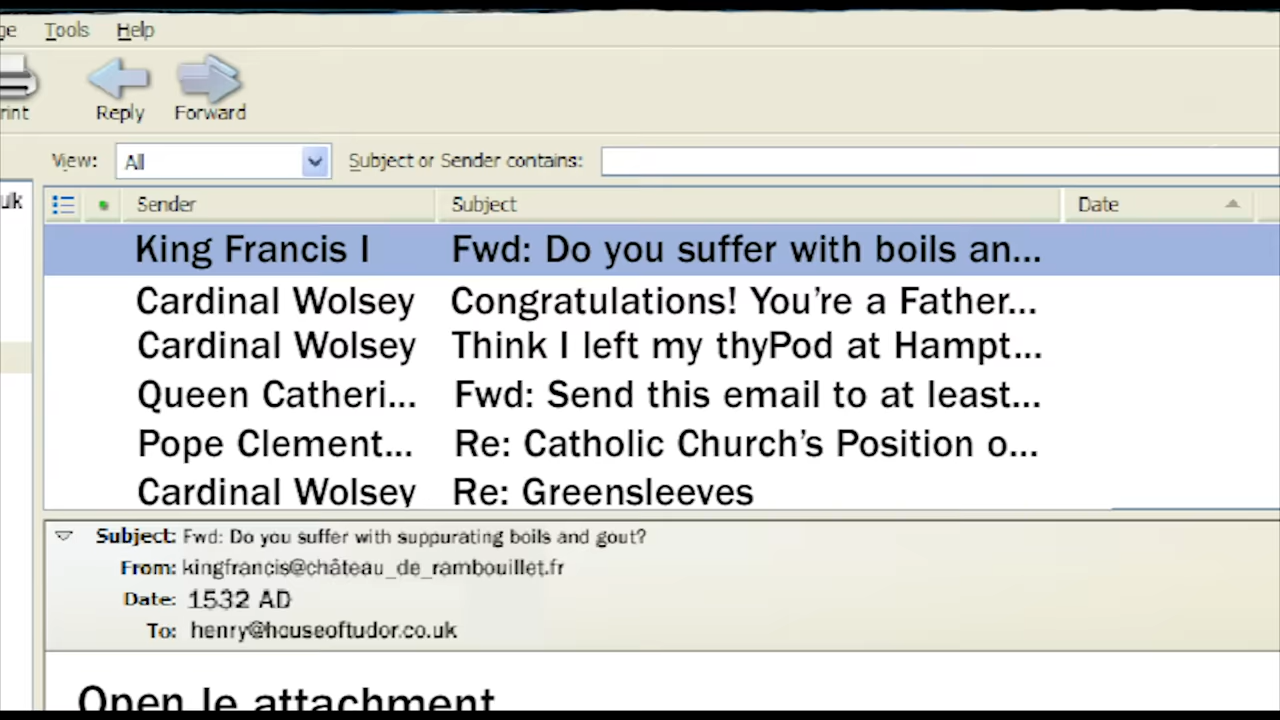 ge Tools Help
rint Reply Forward
View: All Subject or Sender contains:
uk
Sender Subject Date
King Francis I Fwd: Do you suffer with boils an...
Cardinal Wolsey Congratulations! You’re a Father...
Cardinal Wolsey Think I left my thyPod at Hampt...
Queen Catheri... Fwd: Send this email to at least...
Pope Clement... Re: Catholic Church’s Position o...
Cardinal Wolsey Re: Greensleeves
Subject: Fwd: Do you suffer with suppurating boils and gout?
From: kingfrancis@château_de_rambouillet.fr
Date: 1532 AD
To: henry@houseoftudor.co.uk
Open le attachment